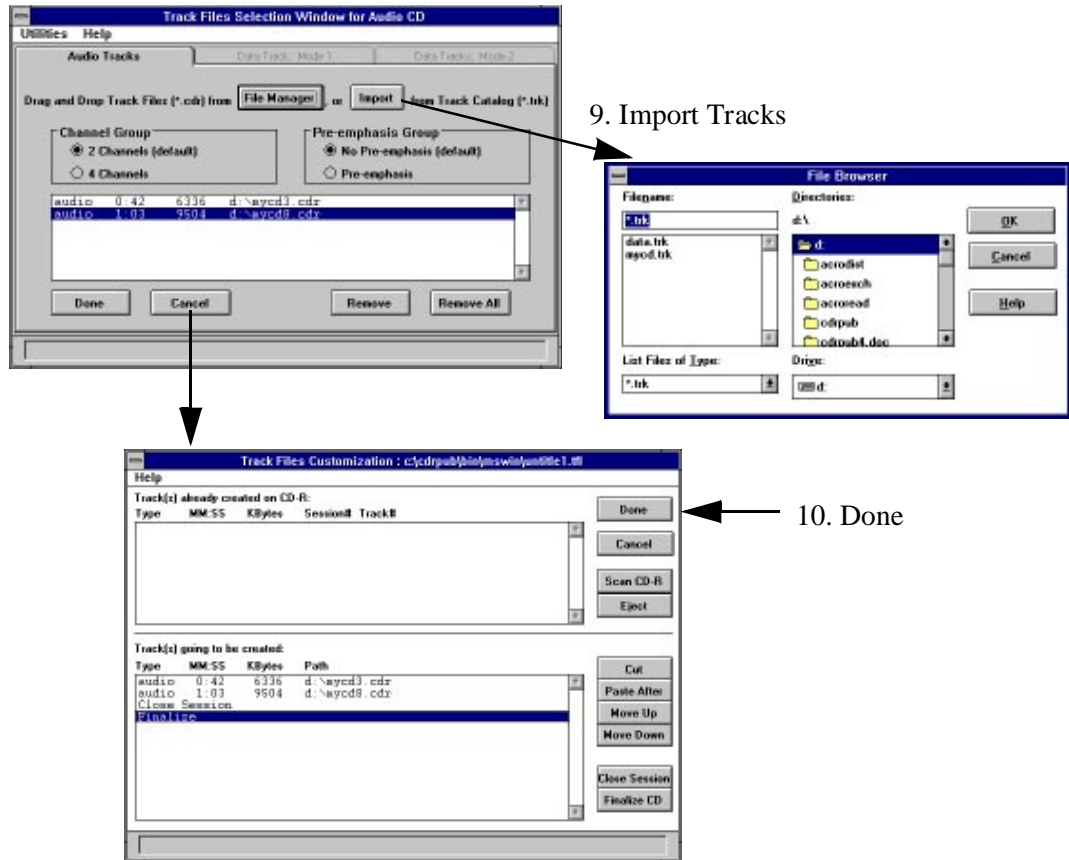 Track Files Selection Window for Audio CD
Utilities Help
Audio Tracks Data Track: Mode 1 Data Tracks: Mode 2
Drag and Drop Track Files (*.cdr) from File Manager, or Import from Track Catalog (*.trk)
Channel Group
2 Channels (default)
4 Channels
Pre-emphasis Group
No Pre-emphasis (default)
Pre-emphasis
audio 0:42 6336 d:\mycd3.cdr
audio 1:03 9504 d:\mycd8.cdr
Done Cancel Remove Remove All
9. Import Tracks
File Browser
Filename:
*.trk
data.trk
mycd.trk
List Files of Type:
*.trk
Directories:
d:\
d:
acrodist
acroexch
acroread
cdrpub
cdrpub4.doc
Drive:
d:
OK
Cancel
Help
Track Files Customization : c:\cdrpub\bin\mswin\untitle1.tfl
Help
Track(s) already created on CD-R:
Type MM:SS KBytes Session# Track#
Done
Cancel
Scan CD-R
Eject
10. Done
Track(s) going to be created:
Type MM:SS KBytes Path
audio 0:42 6336 d:\mycd3.cdr
audio 1:03 9504 d:\mycd8.cdr
Close Session
Finalize
Cut
Paste After
Move Up
Move Down
Close Session
Finalize CD